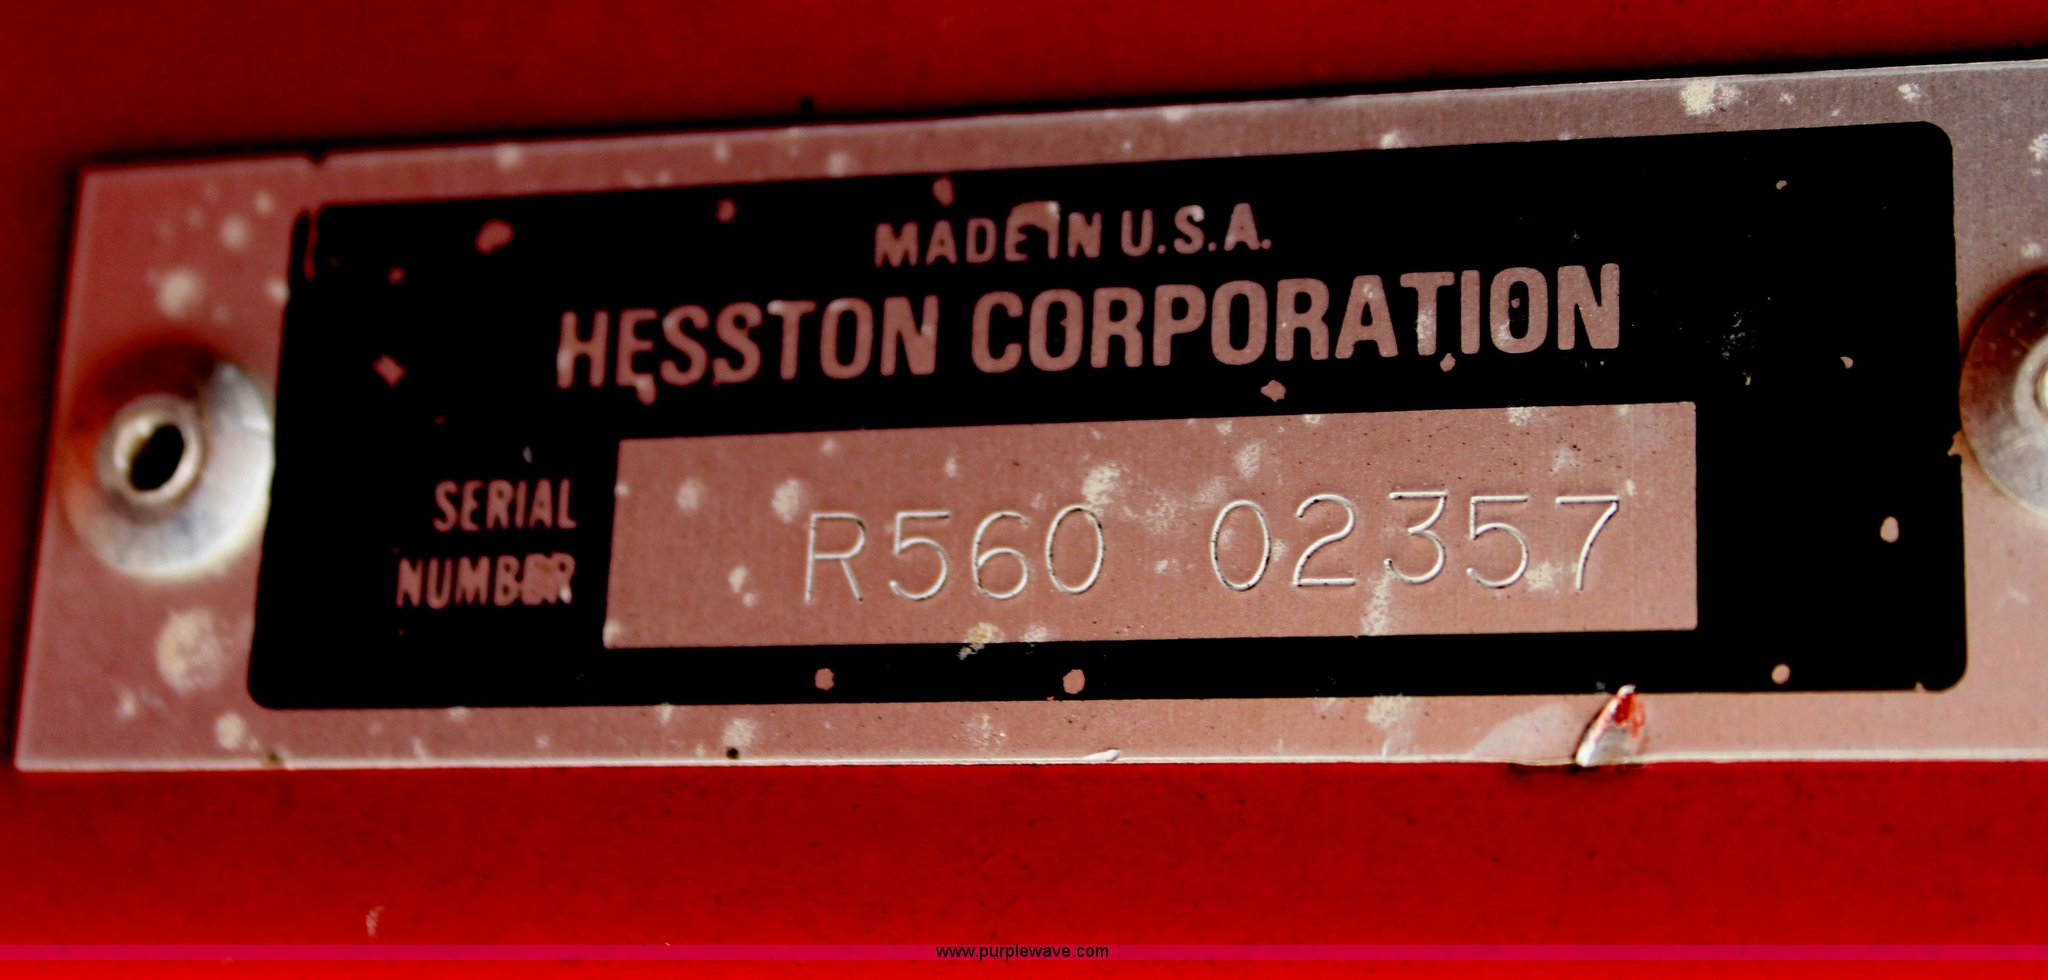 MADE IN U.S.A.
HESSTON CORPORATION
SERIAL
NUMBER
R560 02357
www.purplewave.com